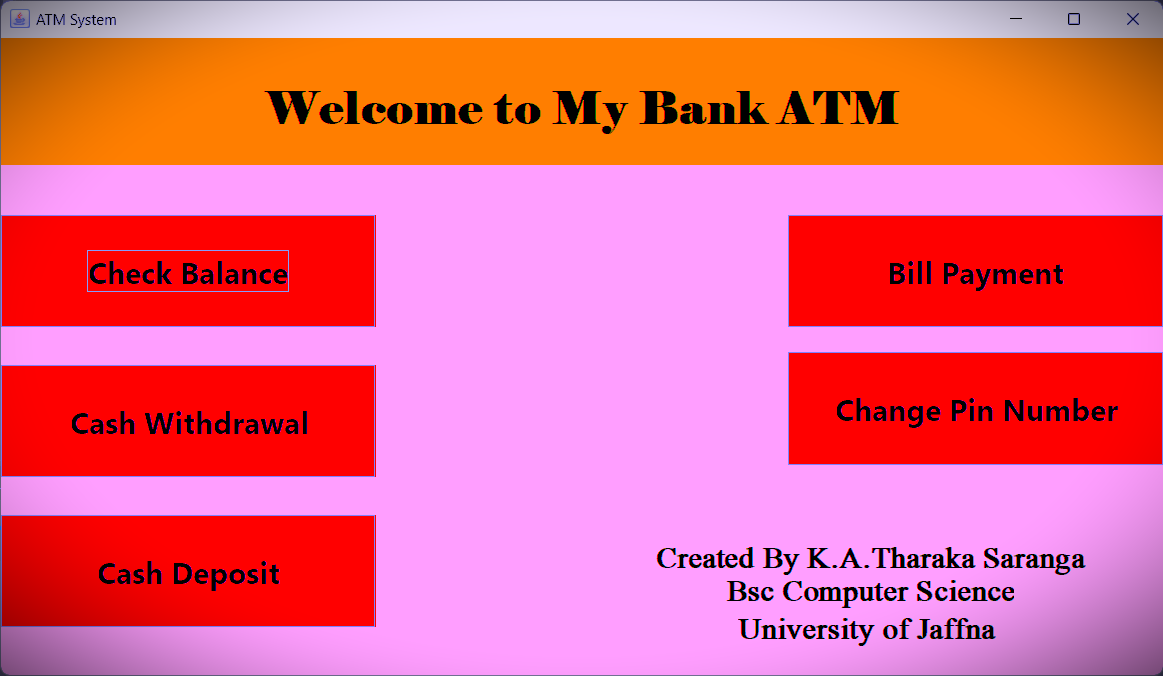 ATM System
Welcome to My Bank ATM
Check Balance
Bill Payment
Cash Withdrawal
Change Pin Number
Cash Deposit
Created By K.A.Tharaka Saranga
Bsc Computer Science
University of Jaffna